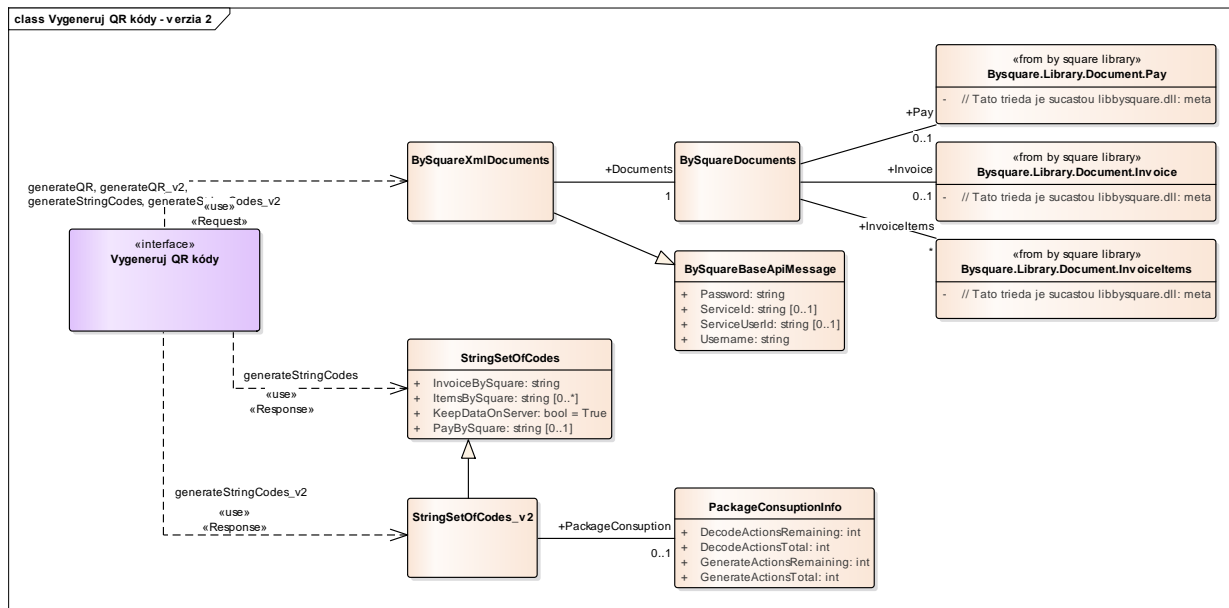 class Vygeneruj QR kódy - verzia 2
«from by square library»
Bysquare.Library.Document.Pay
- // Tato trieda je sucastou libbysquare.dll: meta
+Pay
0..1
BySquareXmlDocuments
+Documents
1
BySquareDocuments
+Invoice
0..1
«from by square library»
Bysquare.Library.Document.Invoice
- // Tato trieda je sucastou libbysquare.dll: meta
+InvoiceItems
*
«from by square library»
Bysquare.Library.Document.InvoiceItems
- // Tato trieda je sucastou libbysquare.dll: meta
generateQR, generateQR_v2,
generateStringCodes, generateStringCodes_v2
«use»
«Request»
«interface»
Vygeneruj QR kódy
BySquareBaseApiMessage
+ Password: string
+ ServiceId: string [0..1]
+ ServiceUserId: string [0..1]
+ Username: string
generateStringCodes
«use»
«Response»
StringSetOfCodes
+ InvoiceBySquare: string
+ ItemsBySquare: string [0..*]
+ KeepDataOnServer: bool = True
+ PayBySquare: string [0..1]
generateStringCodes_v2
«use»
«Response»
StringSetOfCodes_v2
+PackageConsuption
0..1
PackageConsuptionInfo
+ DecodeActionsRemaining: int
+ DecodeActionsTotal: int
+ GenerateActionsRemaining: int
+ GenerateActionsTotal: int